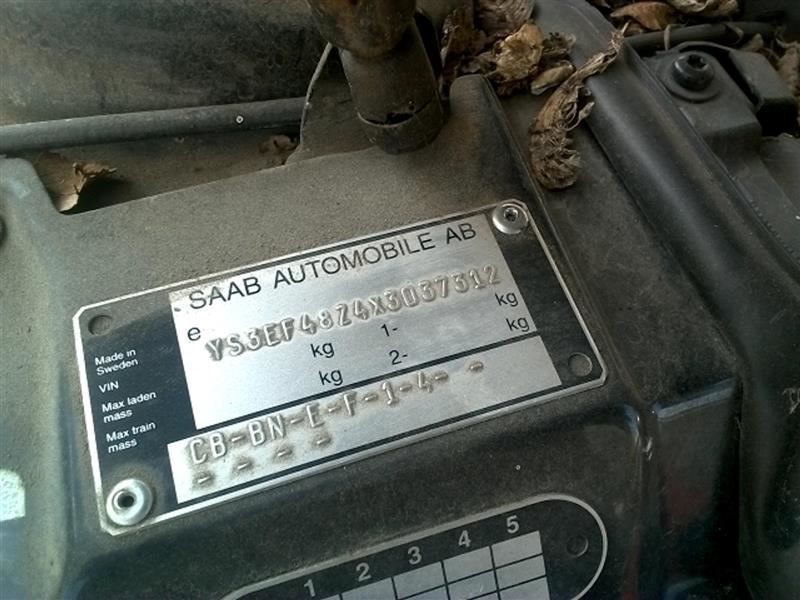 SAAB AUTOMOBILE AB
e
YS3EF48Z4X3037312
kg 1- kg
kg 2- kg
Made in
Sweden
VIN
Max laden
mass
Max train
mass
CB-BN-E-F-1-4- -
- - - -
1 2 3 4 5